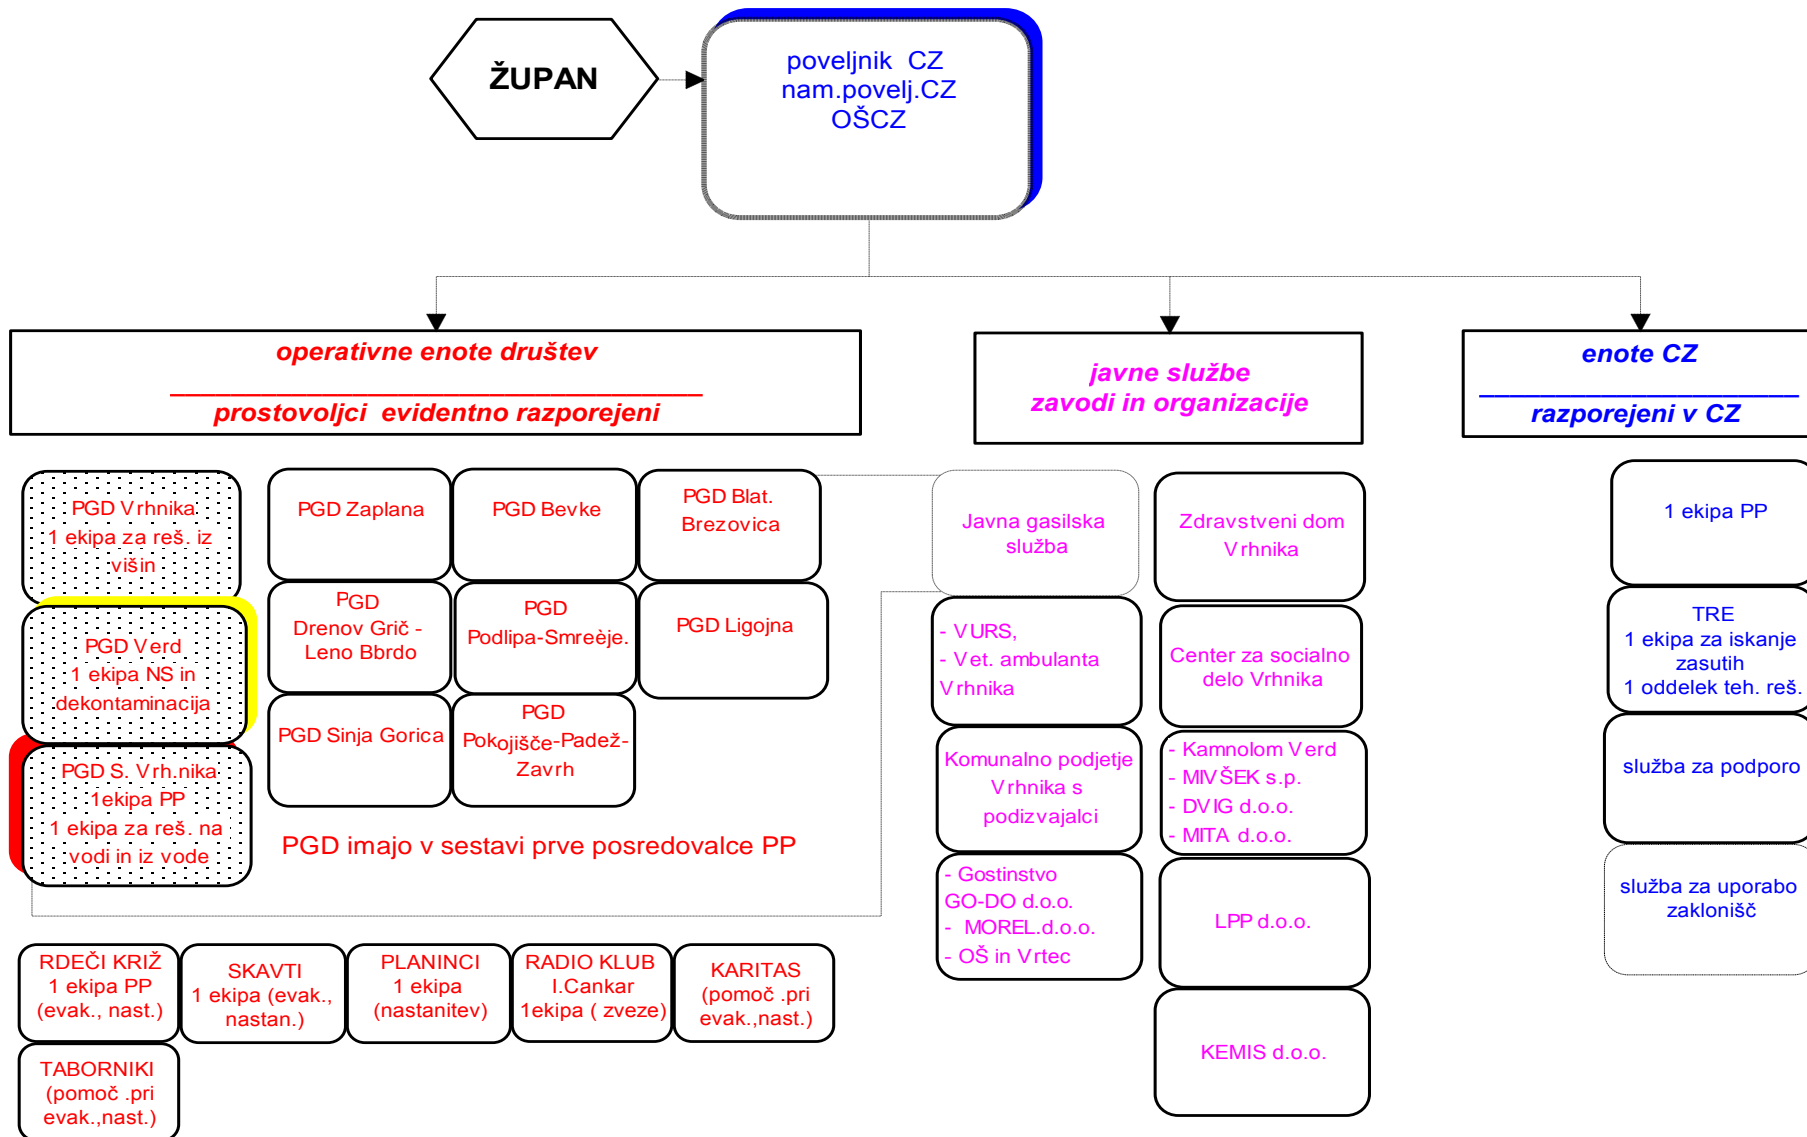 ŽUPAN
poveljnik CZ
nam.povelj.CZ
OŠCZ
operativne enote društev
prostovoljci evidentno razporejeni
javne službe
zavodi in organizacije
enote CZ
razporejeni v CZ
PGD Vrhnika
1 ekipa za reš. iz
višin
PGD Verd
1 ekipa NS in
dekontaminacija
PGD S. Vrh.nika
1ekipa PP
1 ekipa za reš. na
vodi in iz vode
PGD Zaplana
PGD Bevke
PGD Blat.
Brezovica
PGD
Drenov Grič -
Leno Bbrdo
PGD
Podlipa-Smreèje.
PGD Ligojna
PGD Sinja Gorica
PGD
Pokojišče-Padež-
Zavrh
PGD imajo v sestavi prve posredovalce PP
RDEČI KRIŽ
1 ekipa PP
(evak., nast.)
SKAVTI
1 ekipa (evak.,
nastan.)
PLANINCI
1 ekipa
(nastanitev)
RADIO KLUB
I.Cankar
1ekipa ( zveze)
KARITAS
(pomoč .pri
evak.,nast.)
TABORNIKI
(pomoč .pri
evak.,nast.)
Javna gasilska
služba
- VURS,
- Vet. ambulanta
Vrhnika
Komunalno podjetje
Vrhnika s
podizvajalci
- Gostinstvo
GO-DO d.o.o.
- MOREL.d.o.o.
- OŠ in Vrtec
Zdravstveni dom
Vrhnika
Center za socialno
delo Vrhnika
- Kamnolom Verd
- MIVŠEK s.p.
- DVIG d.o.o.
- MITA d.o.o.
LPP d.o.o.
KEMIS d.o.o.
1 ekipa PP
TRE
1 ekipa za iskanje
zasutih
1 oddelek teh. reš.
služba za podporo
služba za uporabo
zaklonišč